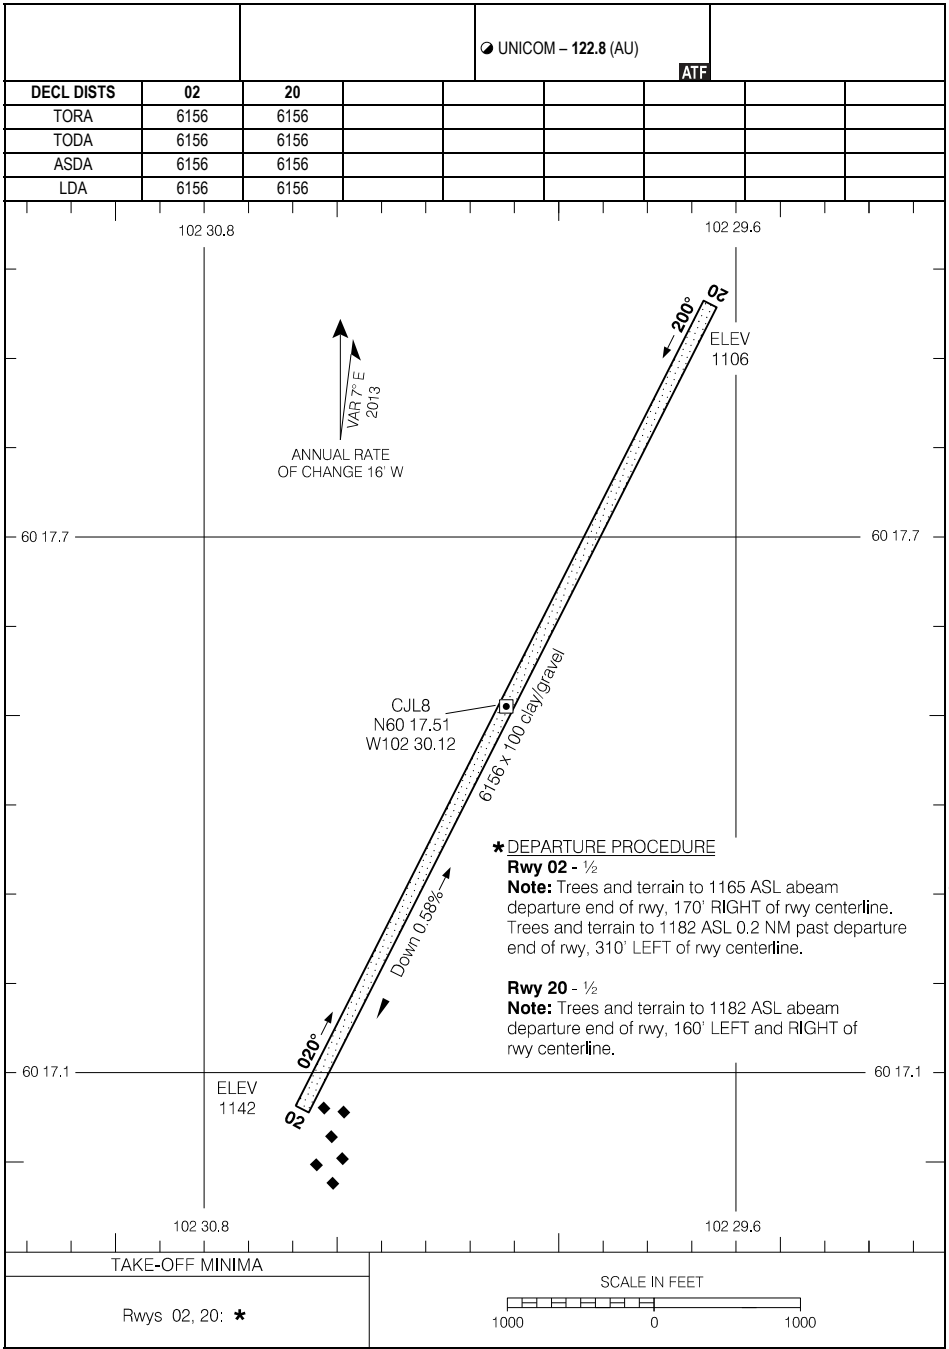 UNICOM – 122.8 (AU)
ATF
DECL DISTS 02 20
TORA 6156 6156
TODA 6156 6156
ASDA 6156 6156
LDA 6156 6156
102 30.8 102 29.6
20
200°
ELEV
1106
VAR 7° E
2013
ANNUAL RATE
OF CHANGE 16' W
60 17.7 60 17.7
CJL8
N60 17.51
W102 30.12
6156 x 100 clay/gravel
Down 0.58%
* DEPARTURE PROCEDURE
Rwy 02 - ½
Note: Trees and terrain to 1165 ASL abeam
departure end of rwy, 170' RIGHT of rwy centerline.
Trees and terrain to 1182 ASL 0.2 NM past departure
end of rwy, 310' LEFT of rwy centerline.
Rwy 20 - ½
Note: Trees and terrain to 1182 ASL abeam
departure end of rwy, 160' LEFT and RIGHT of
rwy centerline.
020°
60 17.1 60 17.1
ELEV
1142
02
102 30.8 102 29.6
TAKE-OFF MINIMA
Rwys 02, 20: *
SCALE IN FEET
1000 0 1000